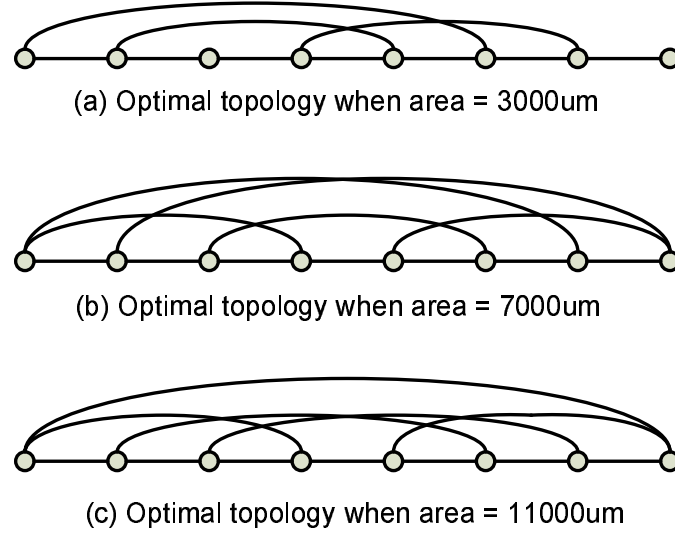 (a) Optimal topology when area = 3000um
(b) Optimal topology when area = 7000um
(c) Optimal topology when area = 11000um